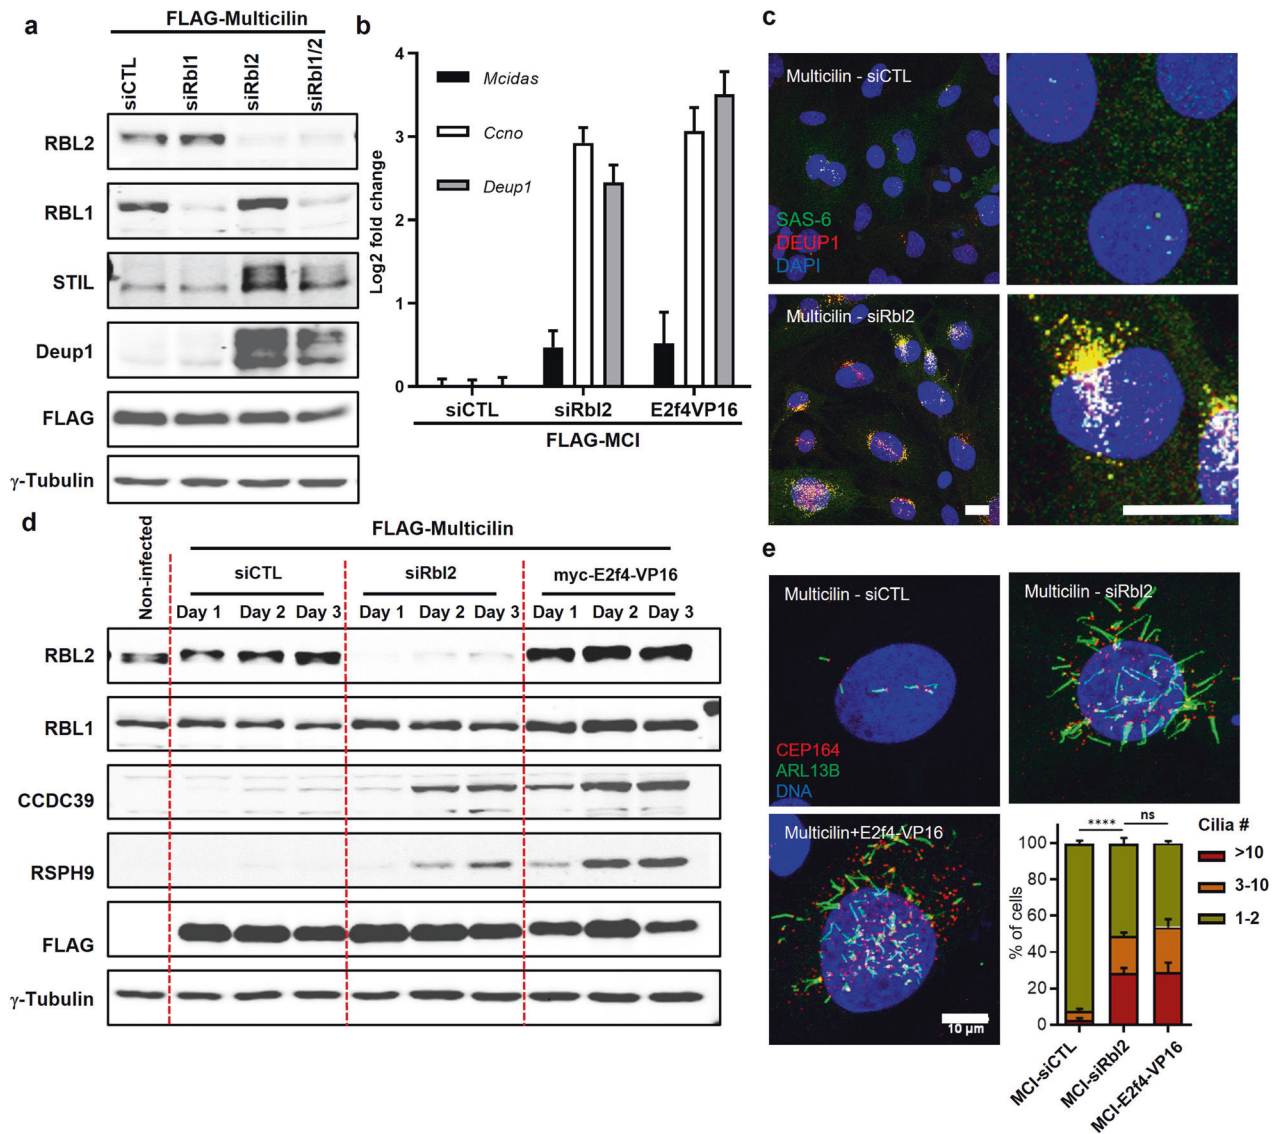 a
FLAG-Multicilin
siCTL
siRbl1
siRbl2
siRbl1/2
RBL2
RBL1
STIL
Deup1
FLAG
γ-Tubulin
b
Log2 fold change
4
3
2
1
0
Mcidas
Ccno
Deup1
siCTL
siRbl2
E2f4VP16
FLAG-MCI
c
Multicilin - siCTL
SAS-6
DEUP1
DAPI
Multicilin - siRbl2
d
FLAG-Multicilin
Non-infected
siCTL
siRbl2
myc-E2f4-VP16
Day 1 Day 2 Day 3
Day 1 Day 2 Day 3
Day 1 Day 2 Day 3
RBL2
RBL1
CCDC39
RSPH9
FLAG
γ-Tubulin
e
Multicilin - siCTL
CEP164
ARL13B
DNA
Multicilin - siRbl2
Multicilin+E2f4-VP16
10 µm
% of cells
100
80
60
40
20
0
****
ns
Cilia #
>10
3-10
1-2
MCI-siCTL
MCI-siRbl2
MCI-E2f4-VP16